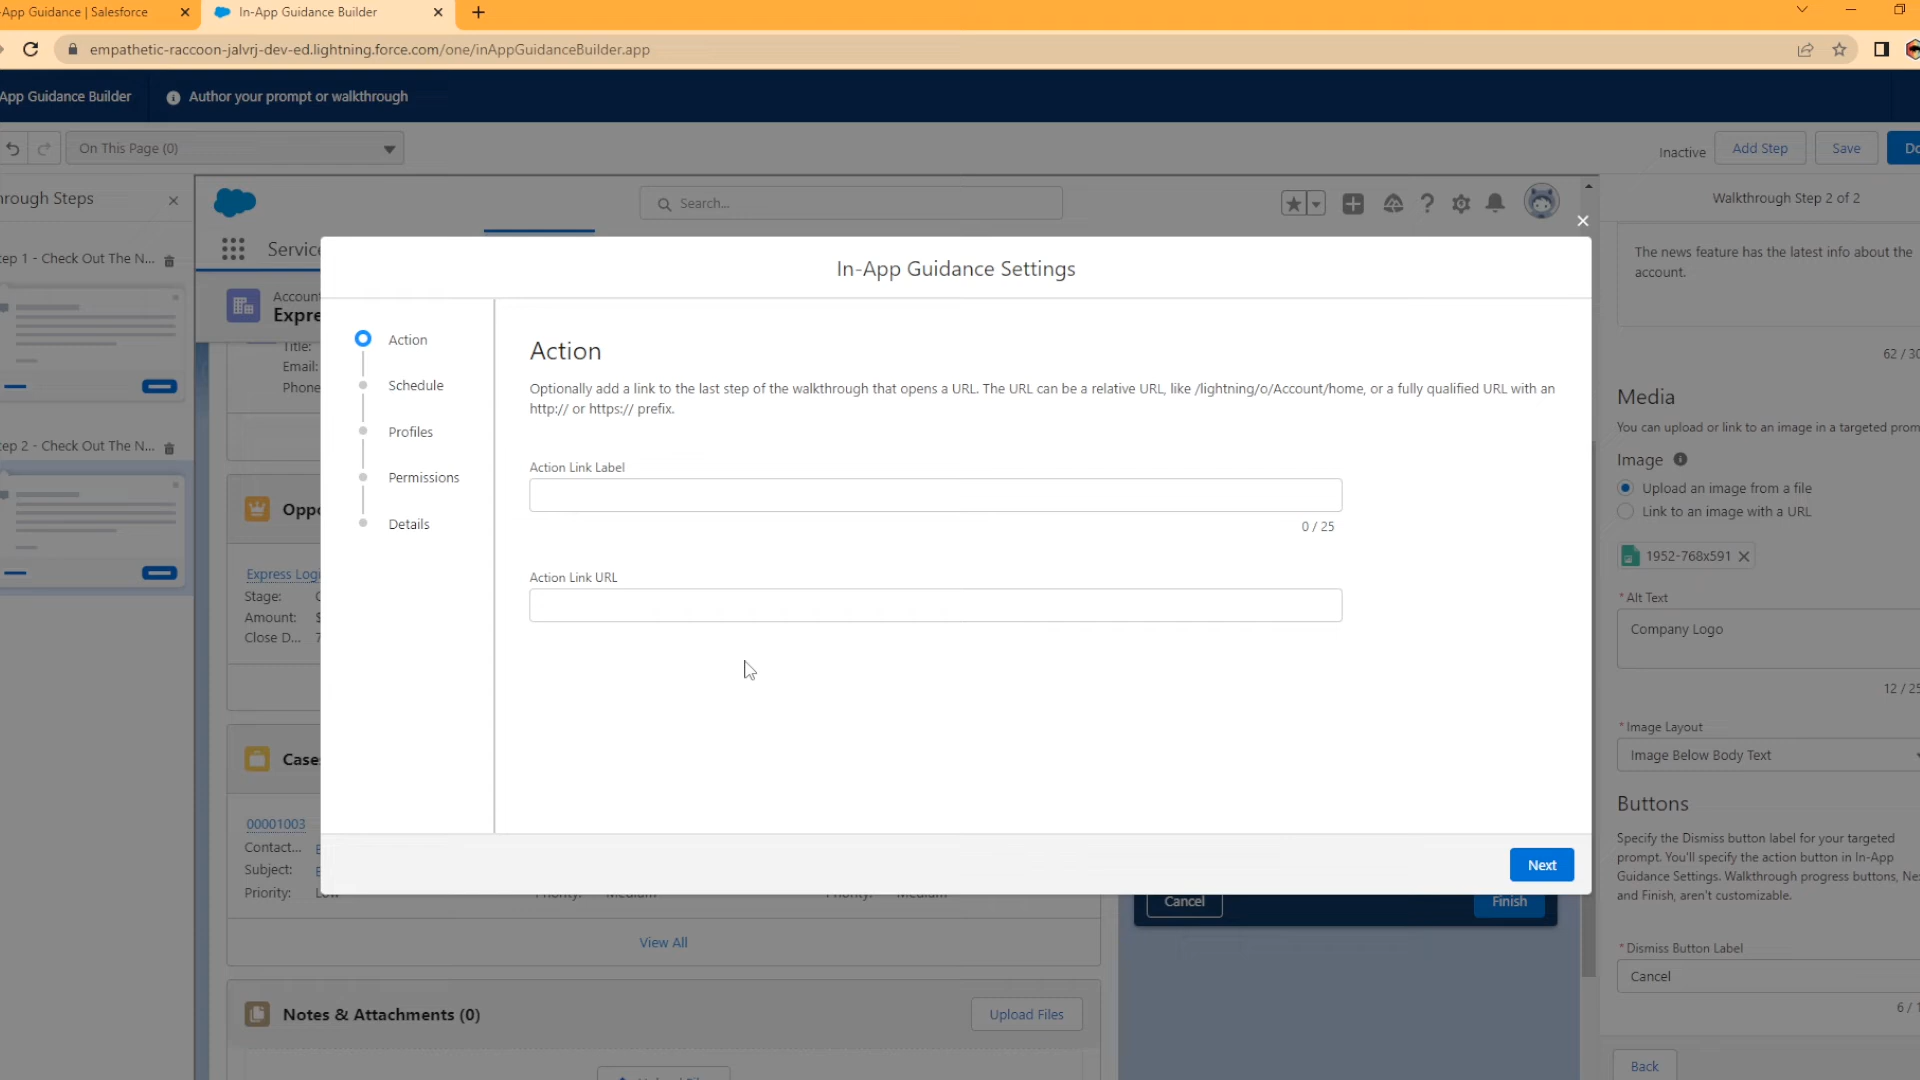 App Guidance | Salesforce
In-App Guidance Builder
empathetic-raccoon-jalvrj-dev-ed.lightning.force.com/one/inAppGuidanceBuilder.app
App Guidance Builder
Author your prompt or walkthrough
On This Page (0)
Inactive
Add Step
Save
Do
rough Steps
Search...
Walkthrough Step 2 of 2
Servic
ep 1 - Check Out The N...
The news feature has the latest info about the
account.
62 / 30
Accoun
Expre
Title:
Email:
Phone
In-App Guidance Settings
Action
Schedule
Profiles
Permissions
Details
Action
Optionally add a link to the last step of the walkthrough that opens a URL. The URL can be a relative URL, like /lightning/o/Account/home, or a fully qualified URL with an
http:// or https:// prefix.
Action Link Label
0 / 25
Action Link URL
Next
ep 2 - Check Out The N...
Oppo
Express Logi
Stage:
Amount:
Close D...
Case
00001003
Contact...
Subject:
Priority:
View All
Notes & Attachments (0)
Upload Files
Cancel
Finish
Media
You can upload or link to an image in a targeted prom
Image
Upload an image from a file
Link to an image with a URL
1952-768x591
* Alt Text
Company Logo
12 / 25
* Image Layout
Image Below Body Text
Buttons
Specify the Dismiss button label for your targeted
prompt. You'll specify the action button in In-App
Guidance Settings. Walkthrough progress buttons, Ne
and Finish, aren't customizable.
* Dismiss Button Label
Cancel
6 / 1
Back